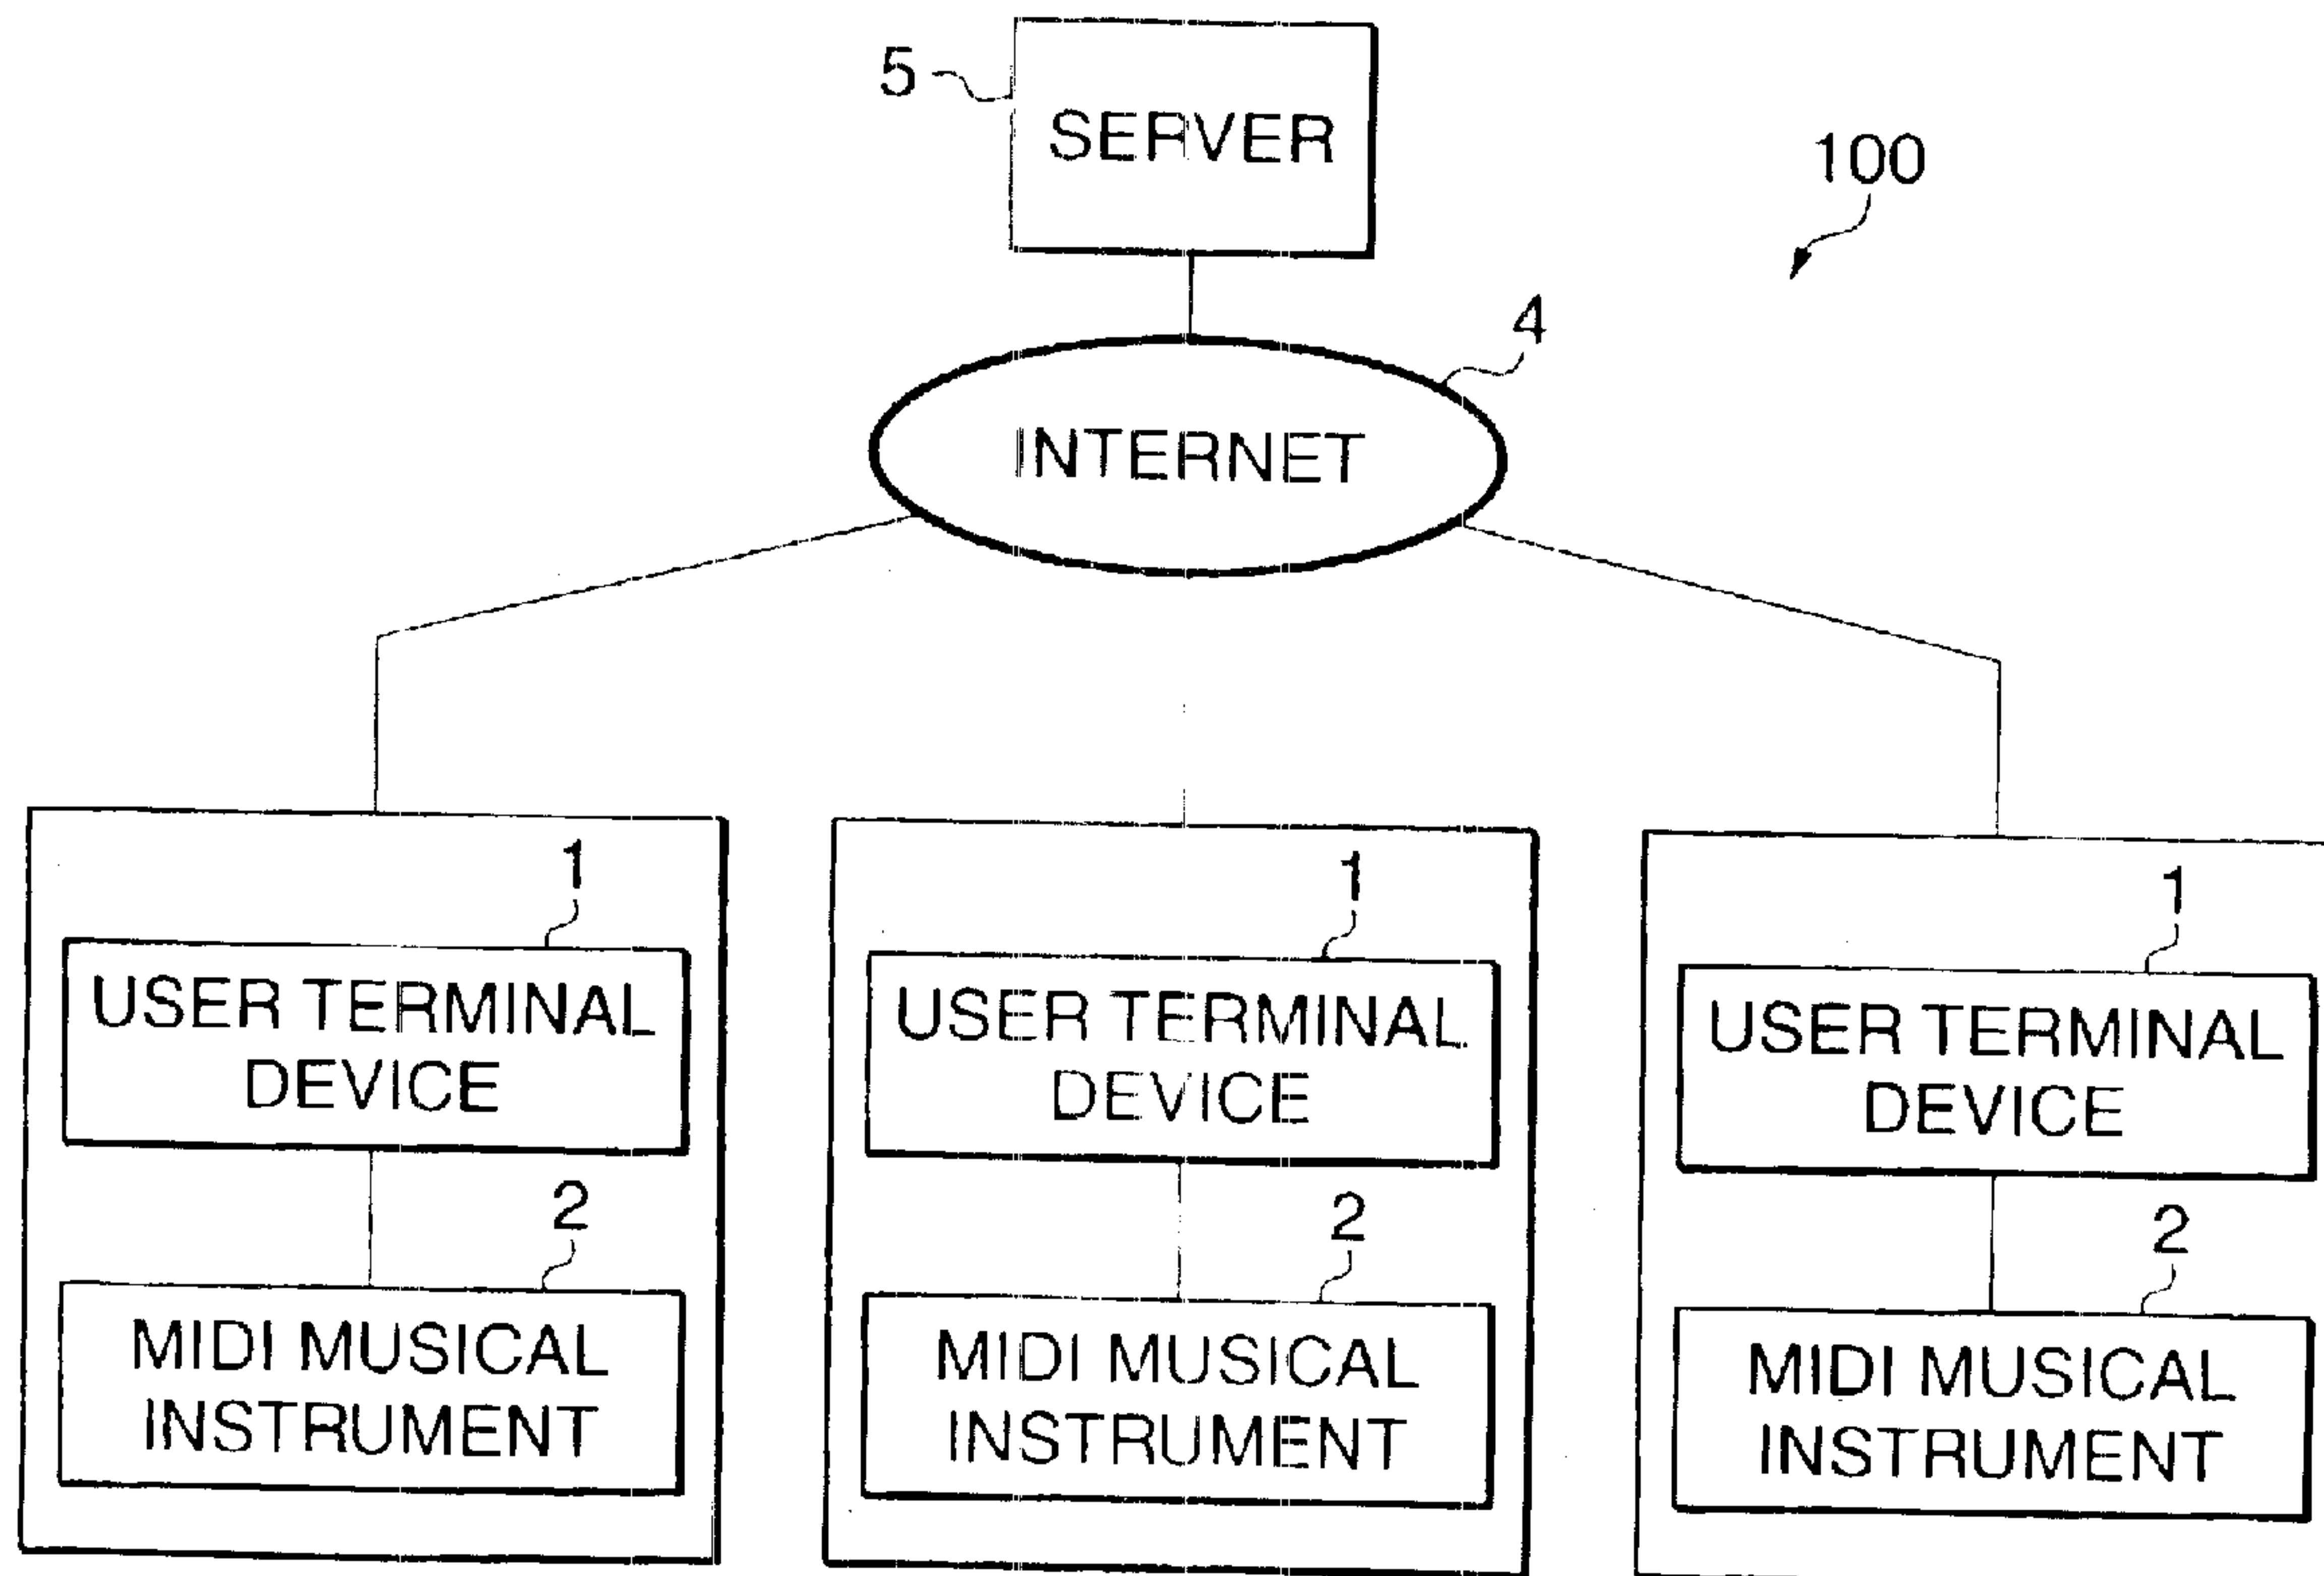 5
SERVER
100
4
INTERNET
1
USER TERMINAL
DEVICE
2
MIDI MUSICAL
INSTRUMENT
1
USER TERMINAL
DEVICE
2
MIDI MUSICAL
INSTRUMENT
1
USER TERMINAL
DEVICE
2
MIDI MUSICAL
INSTRUMENT